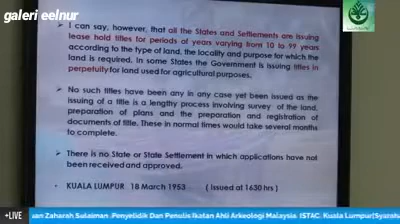 galeri eelnur
I can say, however, that all the States and Settlements are issuing
lease hold titles for periods of years varying from 10 to 99 years
according to the type of land, the locality and purpose for which the
land is required. In some States the Government is issuing titles in
perpetuity for land used for agricultural purposes.
No such titles have been in any case yet been issued as the
issuing of a title is a lengthy process involving survey of the land,
preparation of plans and the preparation and registration of
documents of title. These in normal times would take several months
to complete.
There is no State or State Settlement in which applications have not
been received and approved.
- KUALA LUMPUR 18 March 1953 ( Issued at 1630 hrs )
LIVE
uan Zaharah Sulaiman ,Penyelidik Dan Penulis Ikatan Ahli Arkeologi Malaysia. ISTAC. Kuala Lumpur(Syarah